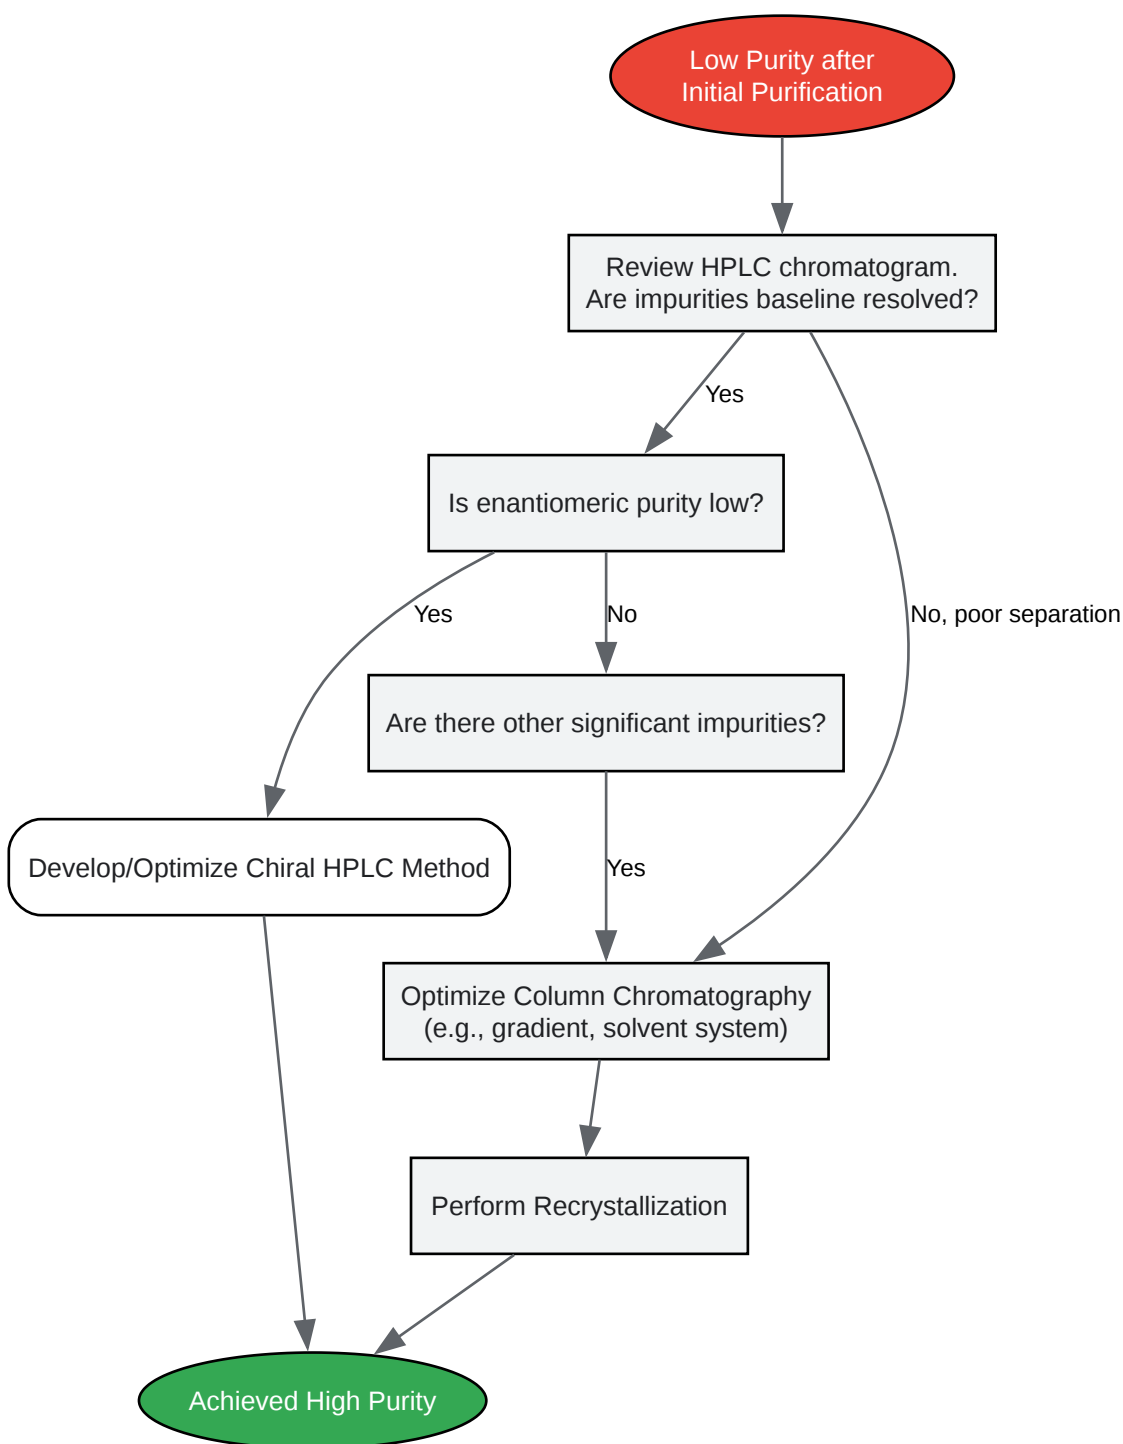 Low Purity after
Initial Purification
Review HPLC chromatogram.
Are impurities baseline resolved?
Yes
Is enantiomeric purity low?
Yes
No
No, poor separation
Are there other significant impurities?
Develop/Optimize Chiral HPLC Method
Yes
Optimize Column Chromatography
(e.g., gradient, solvent system)
Perform Recrystallization
Achieved High Purity